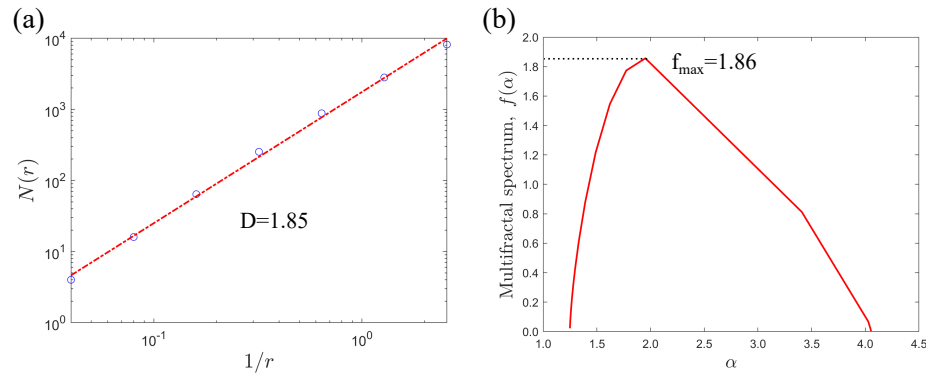 (a)
10^4
10^3
10^2
10^1
10^0
N(r)
D=1.85
10^-1
10^0
1/r
(b)
2.0
1.8
1.6
1.4
1.2
1.0
0.8
0.6
0.4
0.2
0.0
Multifractal spectrum, f(α)
f_max=1.86
1.0 1.5 2.0 2.5 3.0 3.5 4.0 4.5
α